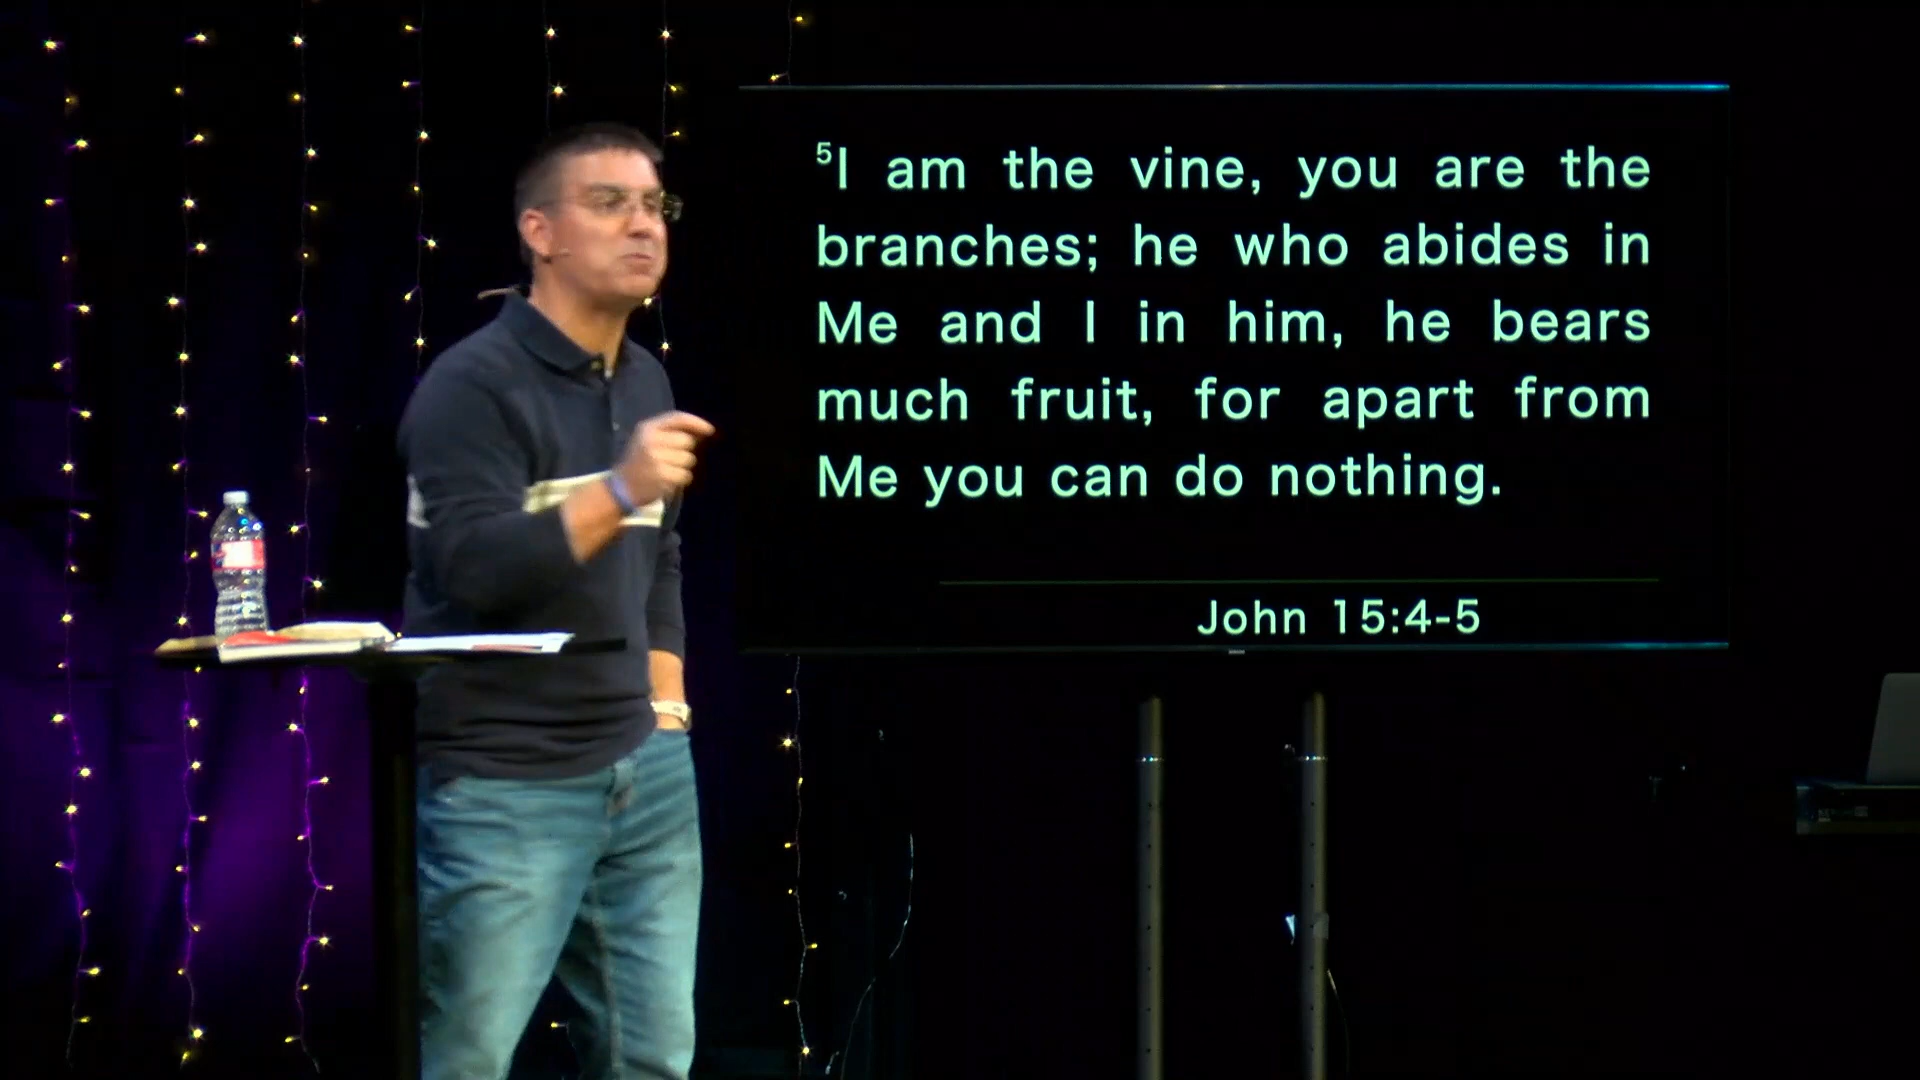 ⁵I am the vine, you are the
branches; he who abides in
Me and I in him, he bears
much fruit, for apart from
Me you can do nothing.
John 15:4-5